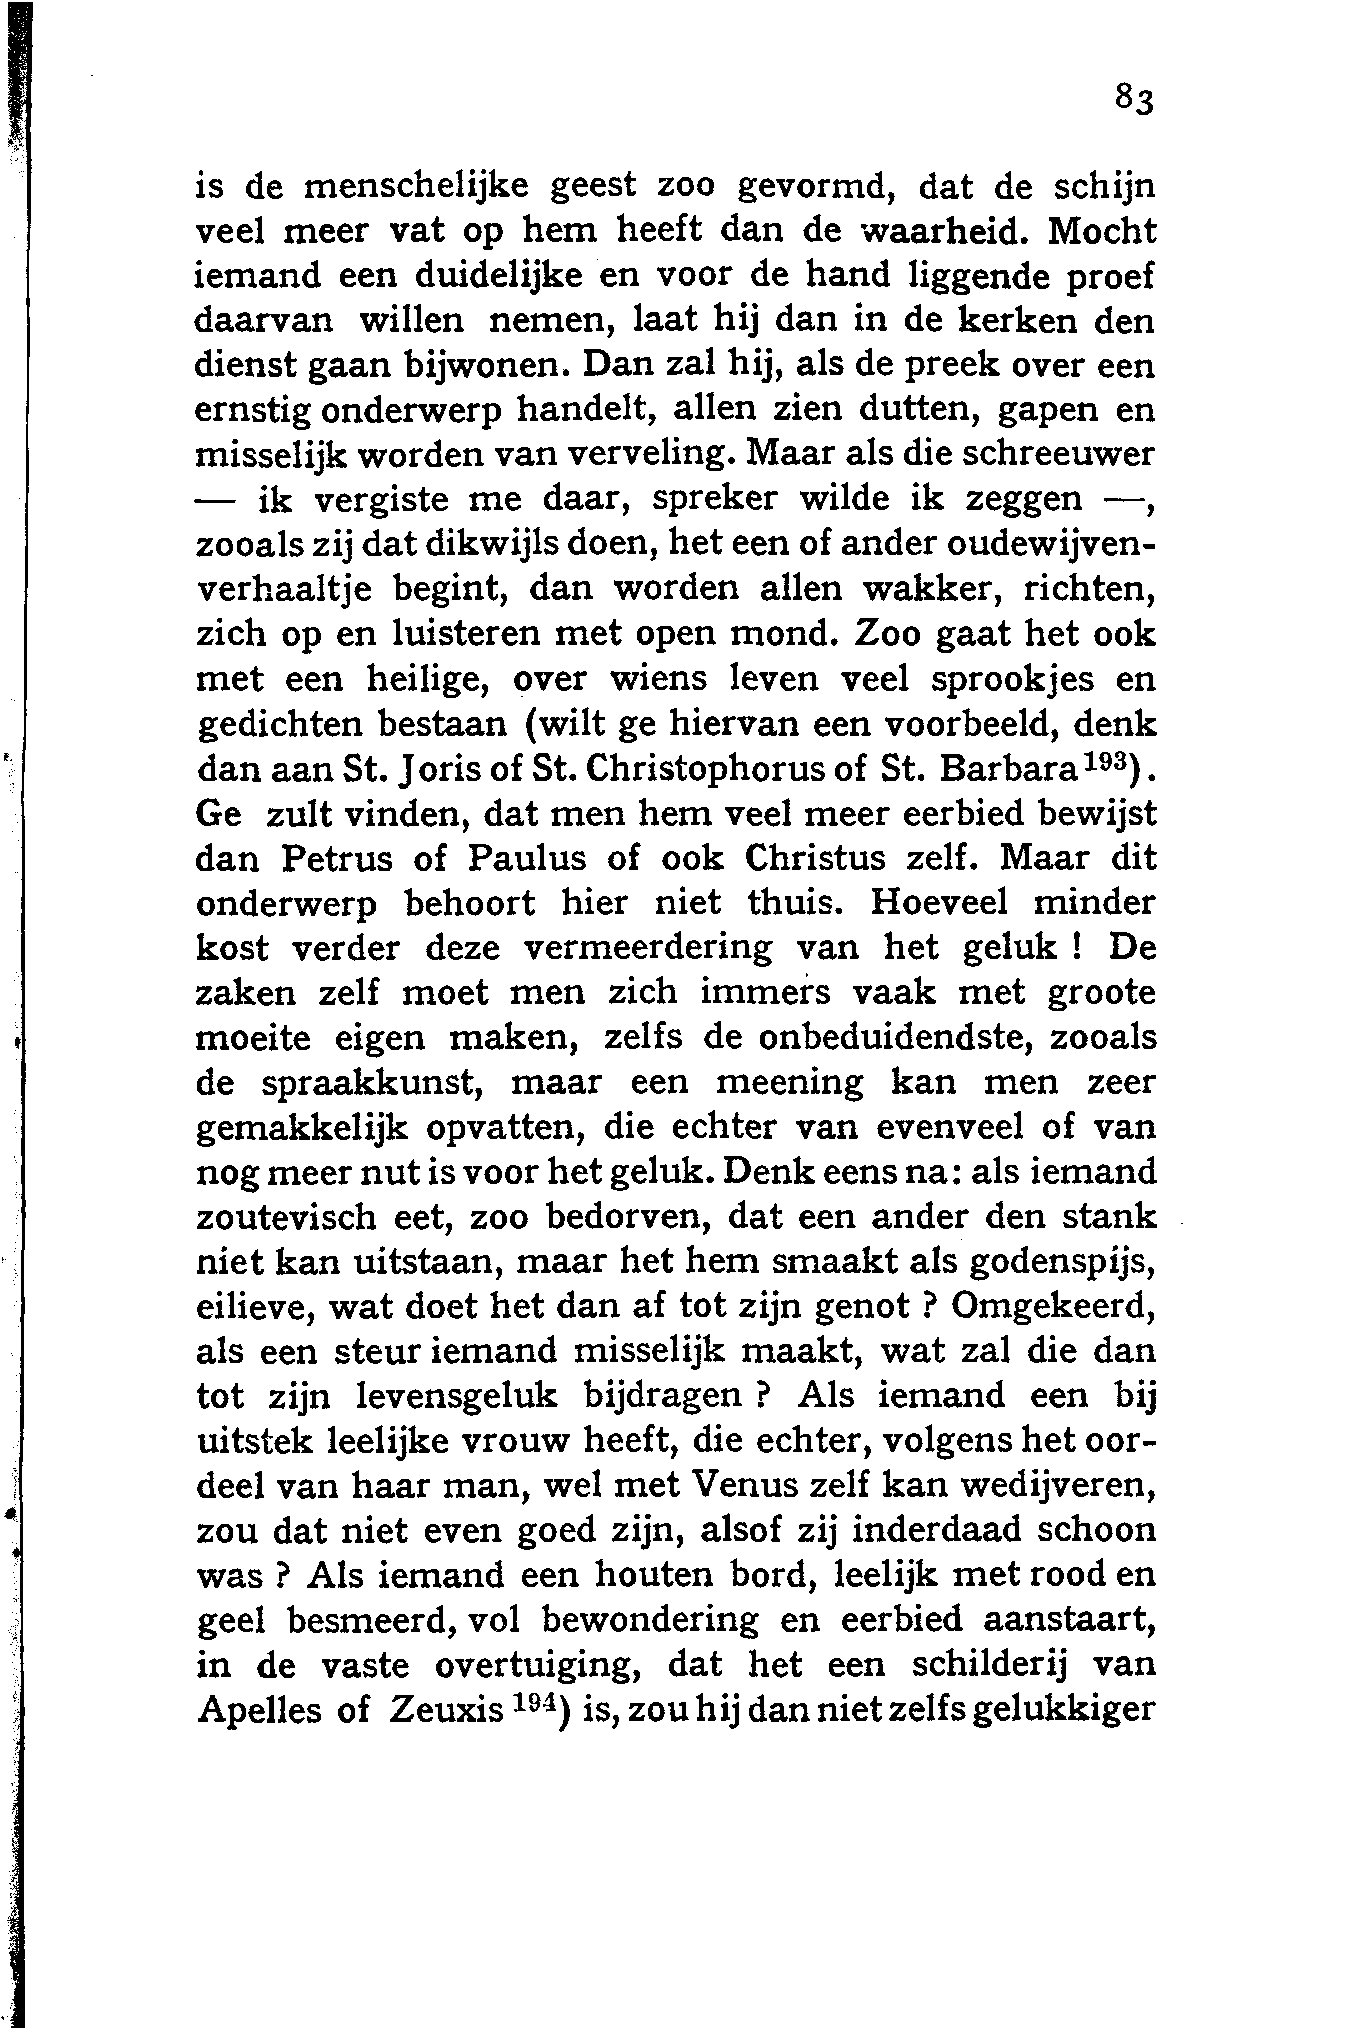 83
is de menschelijke geest zoo gevormd, dat de schijn
veel meer vat op hem heeft dan de waarheid. Mocht
iemand een duidelijke en voor de hand liggende proef
daarvan willen nemen, laat hij dan in de kerken den
dienst gaan bijwonen. Dan zal hij, als de preek over een
ernstig onderwerp handelt, allen zien dutten, gapen en
misselijk worden van verveling. Maar als die schreeuwer
— ik vergiste me daar, spreker wilde ik zeggen —,
zooals zij dat dikwijls doen, het een of ander oudewijven-
verhaaltje begint, dan worden allen wakker, richten,
zich op en luisteren met open mond. Zoo gaat het ook
met een heilige, over wiens leven veel sprookjes en
gedichten bestaan (wilt ge hiervan een voorbeeld, denk
dan aan St. Joris of St. Christophorus of St. Barbara¹⁹³).
Ge zult vinden, dat men hem veel meer eerbied bewijst
dan Petrus of Paulus of ook Christus zelf. Maar dit
onderwerp behoort hier niet thuis. Hoeveel minder
kost verder deze vermeerdering van het geluk ! De
zaken zelf moet men zich immers vaak met groote
moeite eigen maken, zelfs de onbeduidendste, zooals
de spraakkunst, maar een meening kan men zeer
gemakkelijk opvatten, die echter van evenveel of van
nog meer nut is voor het geluk. Denk eens na: als iemand
zoutevisch eet, zoo bedorven, dat een ander den stank
niet kan uitstaan, maar het hem smaakt als godenspijs,
eilieve, wat doet het dan af tot zijn genot ? Omgekeerd,
als een steur iemand misselijk maakt, wat zal die dan
tot zijn levensgeluk bijdragen ? Als iemand een bij
uitstek leelijke vrouw heeft, die echter, volgens het oor-
deel van haar man, wel met Venus zelf kan wedijveren,
zou dat niet even goed zijn, alsof zij inderdaad schoon
was ? Als iemand een houten bord, leelijk met rood en
geel besmeerd, vol bewondering en eerbied aanstaart,
in de vaste overtuiging, dat het een schilderij van
Apelles of Zeuxis ¹⁹⁴) is, zou hij dan niet zelfs gelukkiger